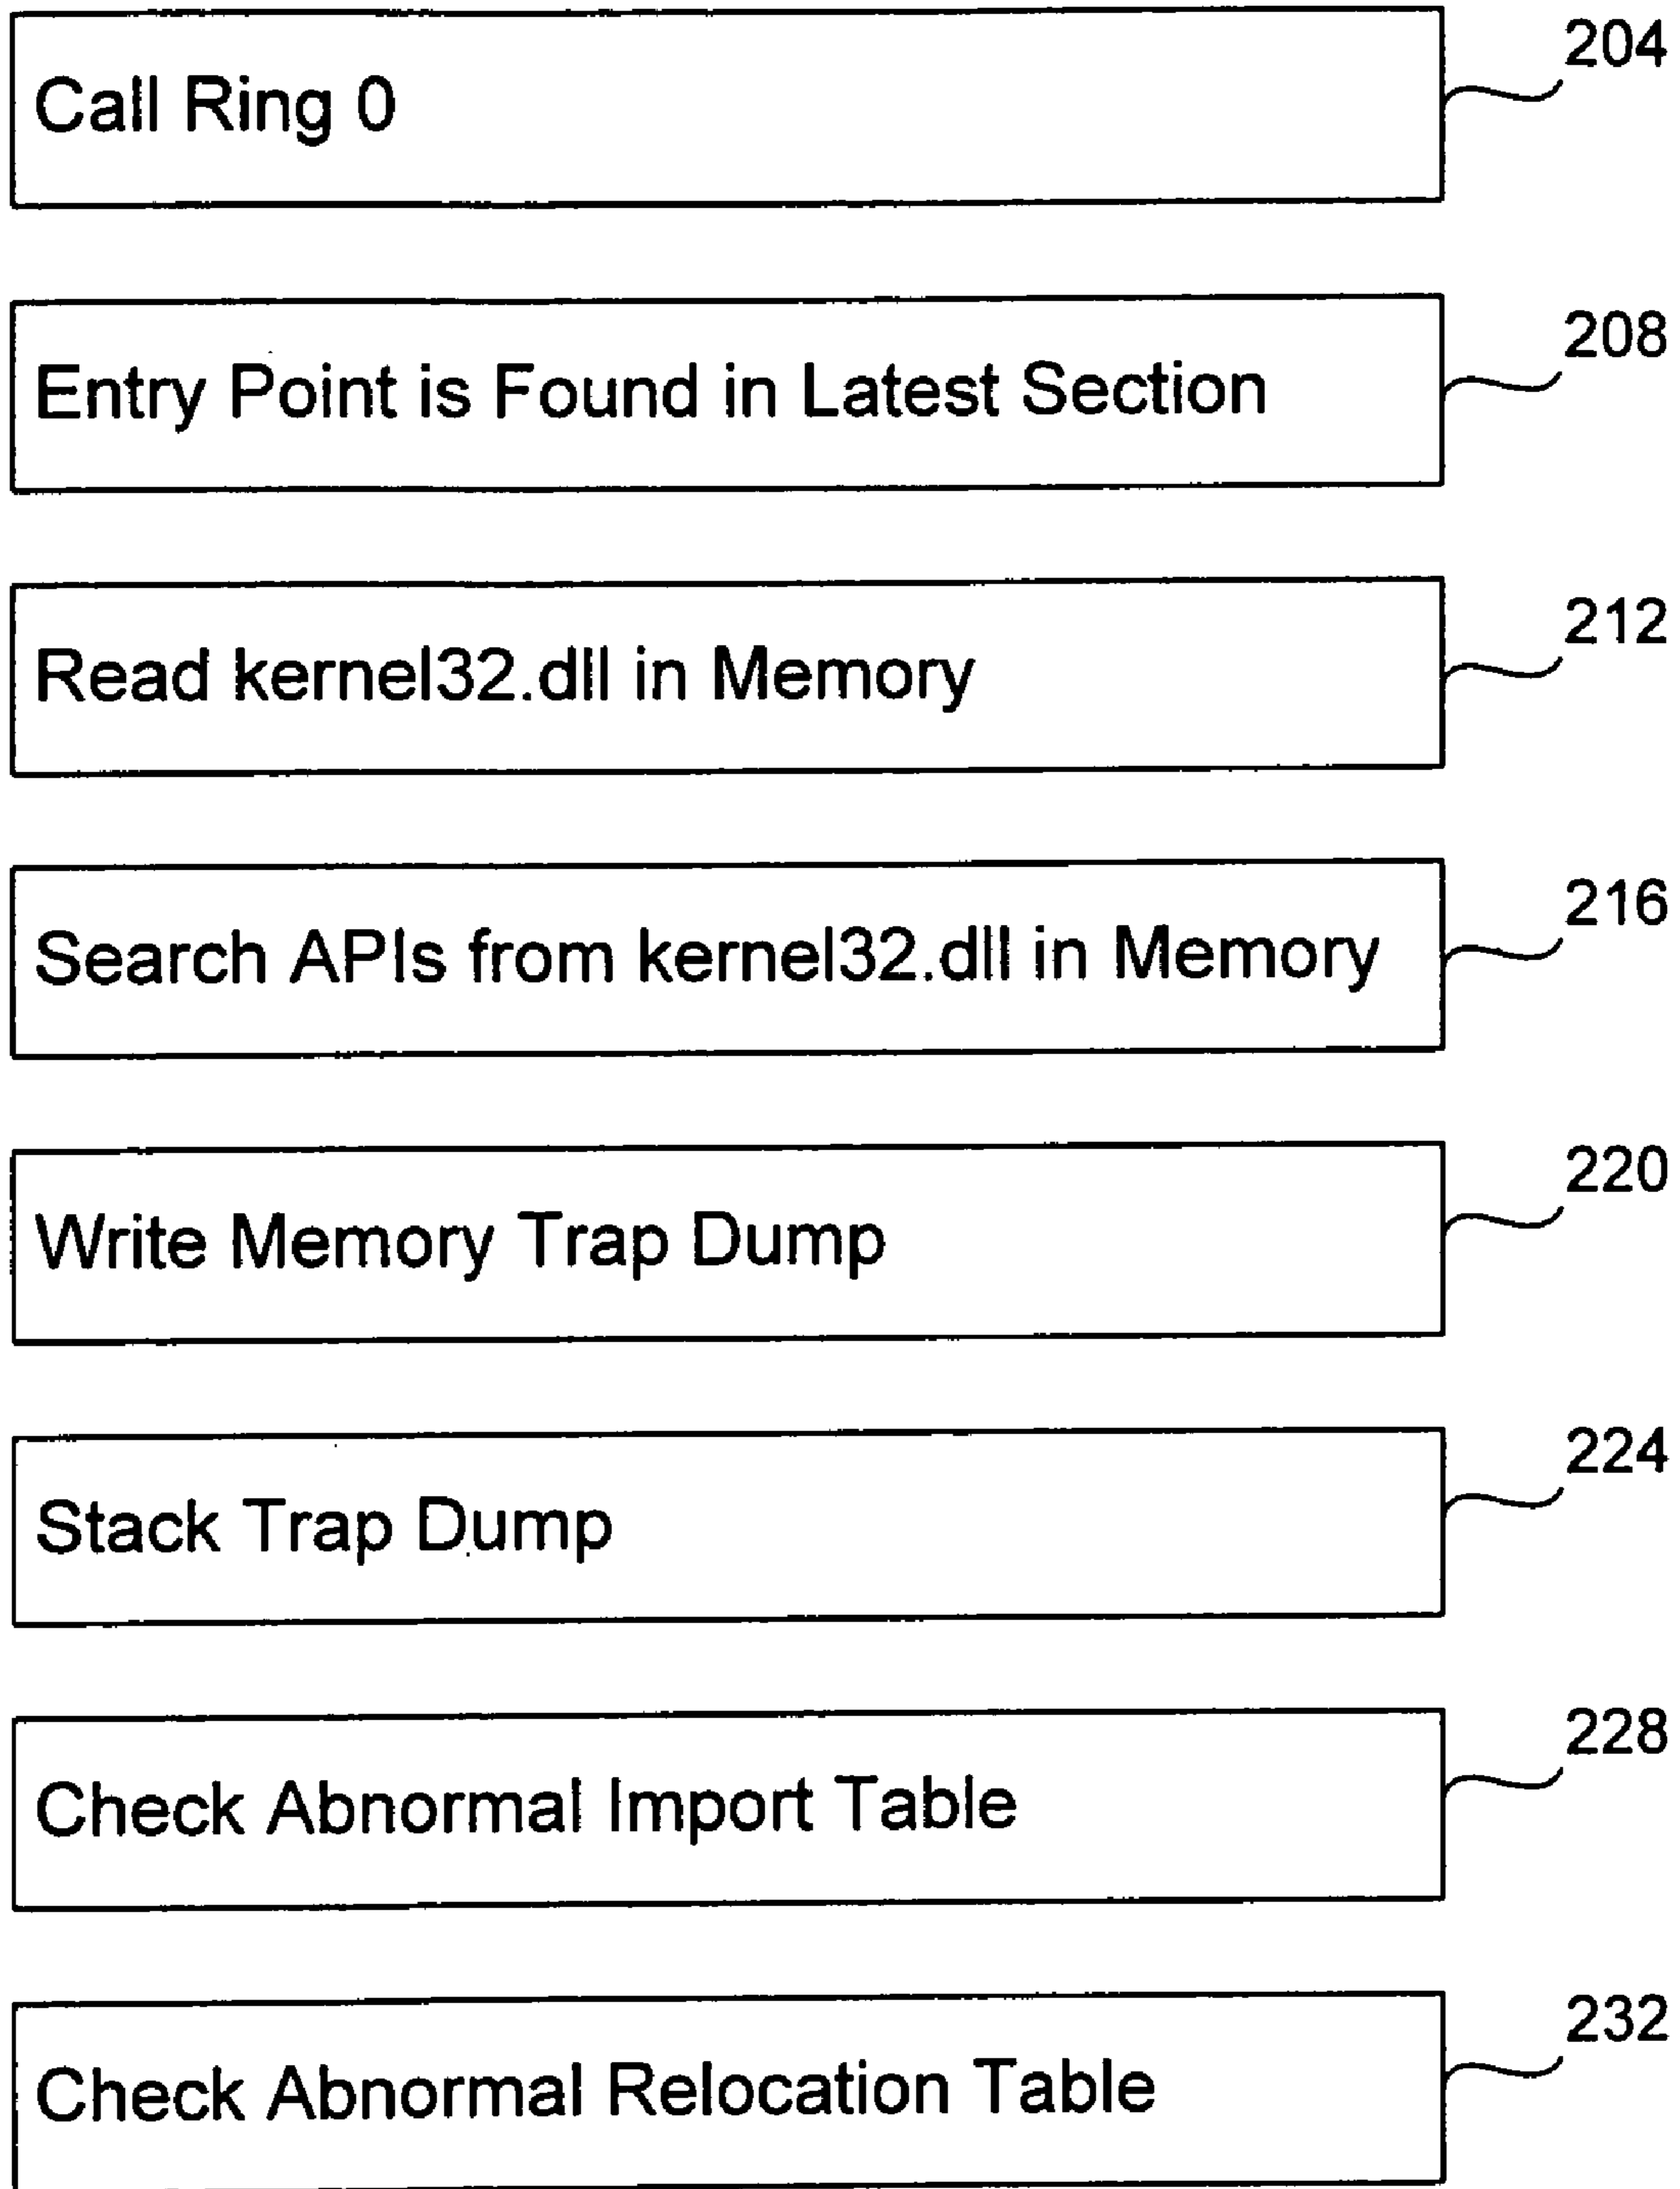 204
Call Ring 0
208
Entry Point is Found in Latest Section
212
Read kernel32.dll in Memory
216
Search APIs from kernel32.dll in Memory
220
Write Memory Trap Dump
224
Stack Trap Dump
228
Check Abnormal Import Table
232
Check Abnormal Relocation Table